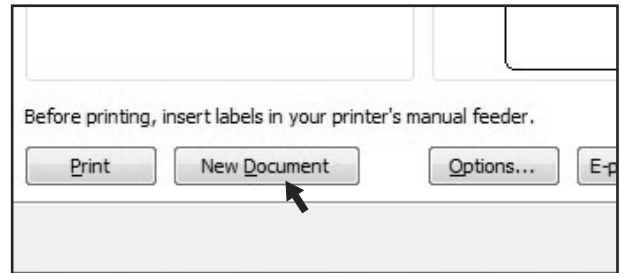 Before printing, insert labels in your printer's manual feeder.
Print New Document Options... E-p